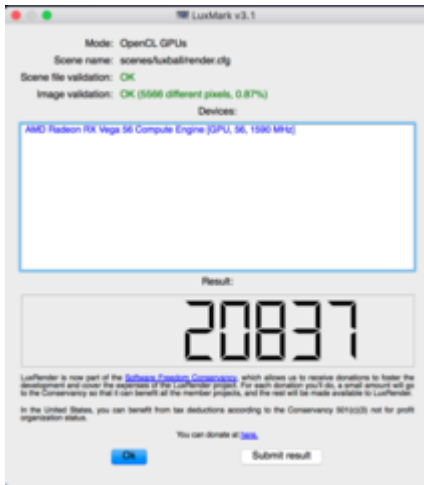 LuxMark v3.1
Mode: OpenCL GPUs
Scene name: scenes/luxball/render.cfg
Scene file validation: OK
Image validation: OK (5566 different pixels, 0.87%)
Devices:
AMD Radeon RX Vega 56 Compute Engine [GPU, 56, 1590 MHz]
Result:
20837
LuxRender is now part of the Software Freedom Conservancy, which allows us to receive donations to foster the
development and cover the expenses of the LuxRender project. For each donation you'll do, a small amount will go
to the Conservancy so that it can benefit all the member projects, and the rest will be made available to LuxRender.
In the United States, you can benefit from tax deductions according to the Conservancy 501(c)(3) not for profit
organization status.
You can donate at here.
Ok
Submit result